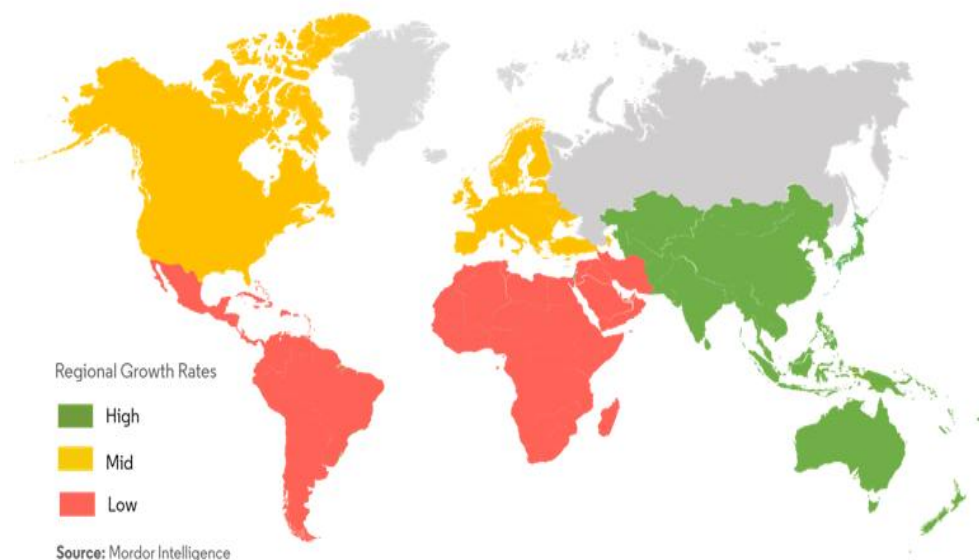 Regional Growth Rates
High
Mid
Low
Source: Mordor Intelligence